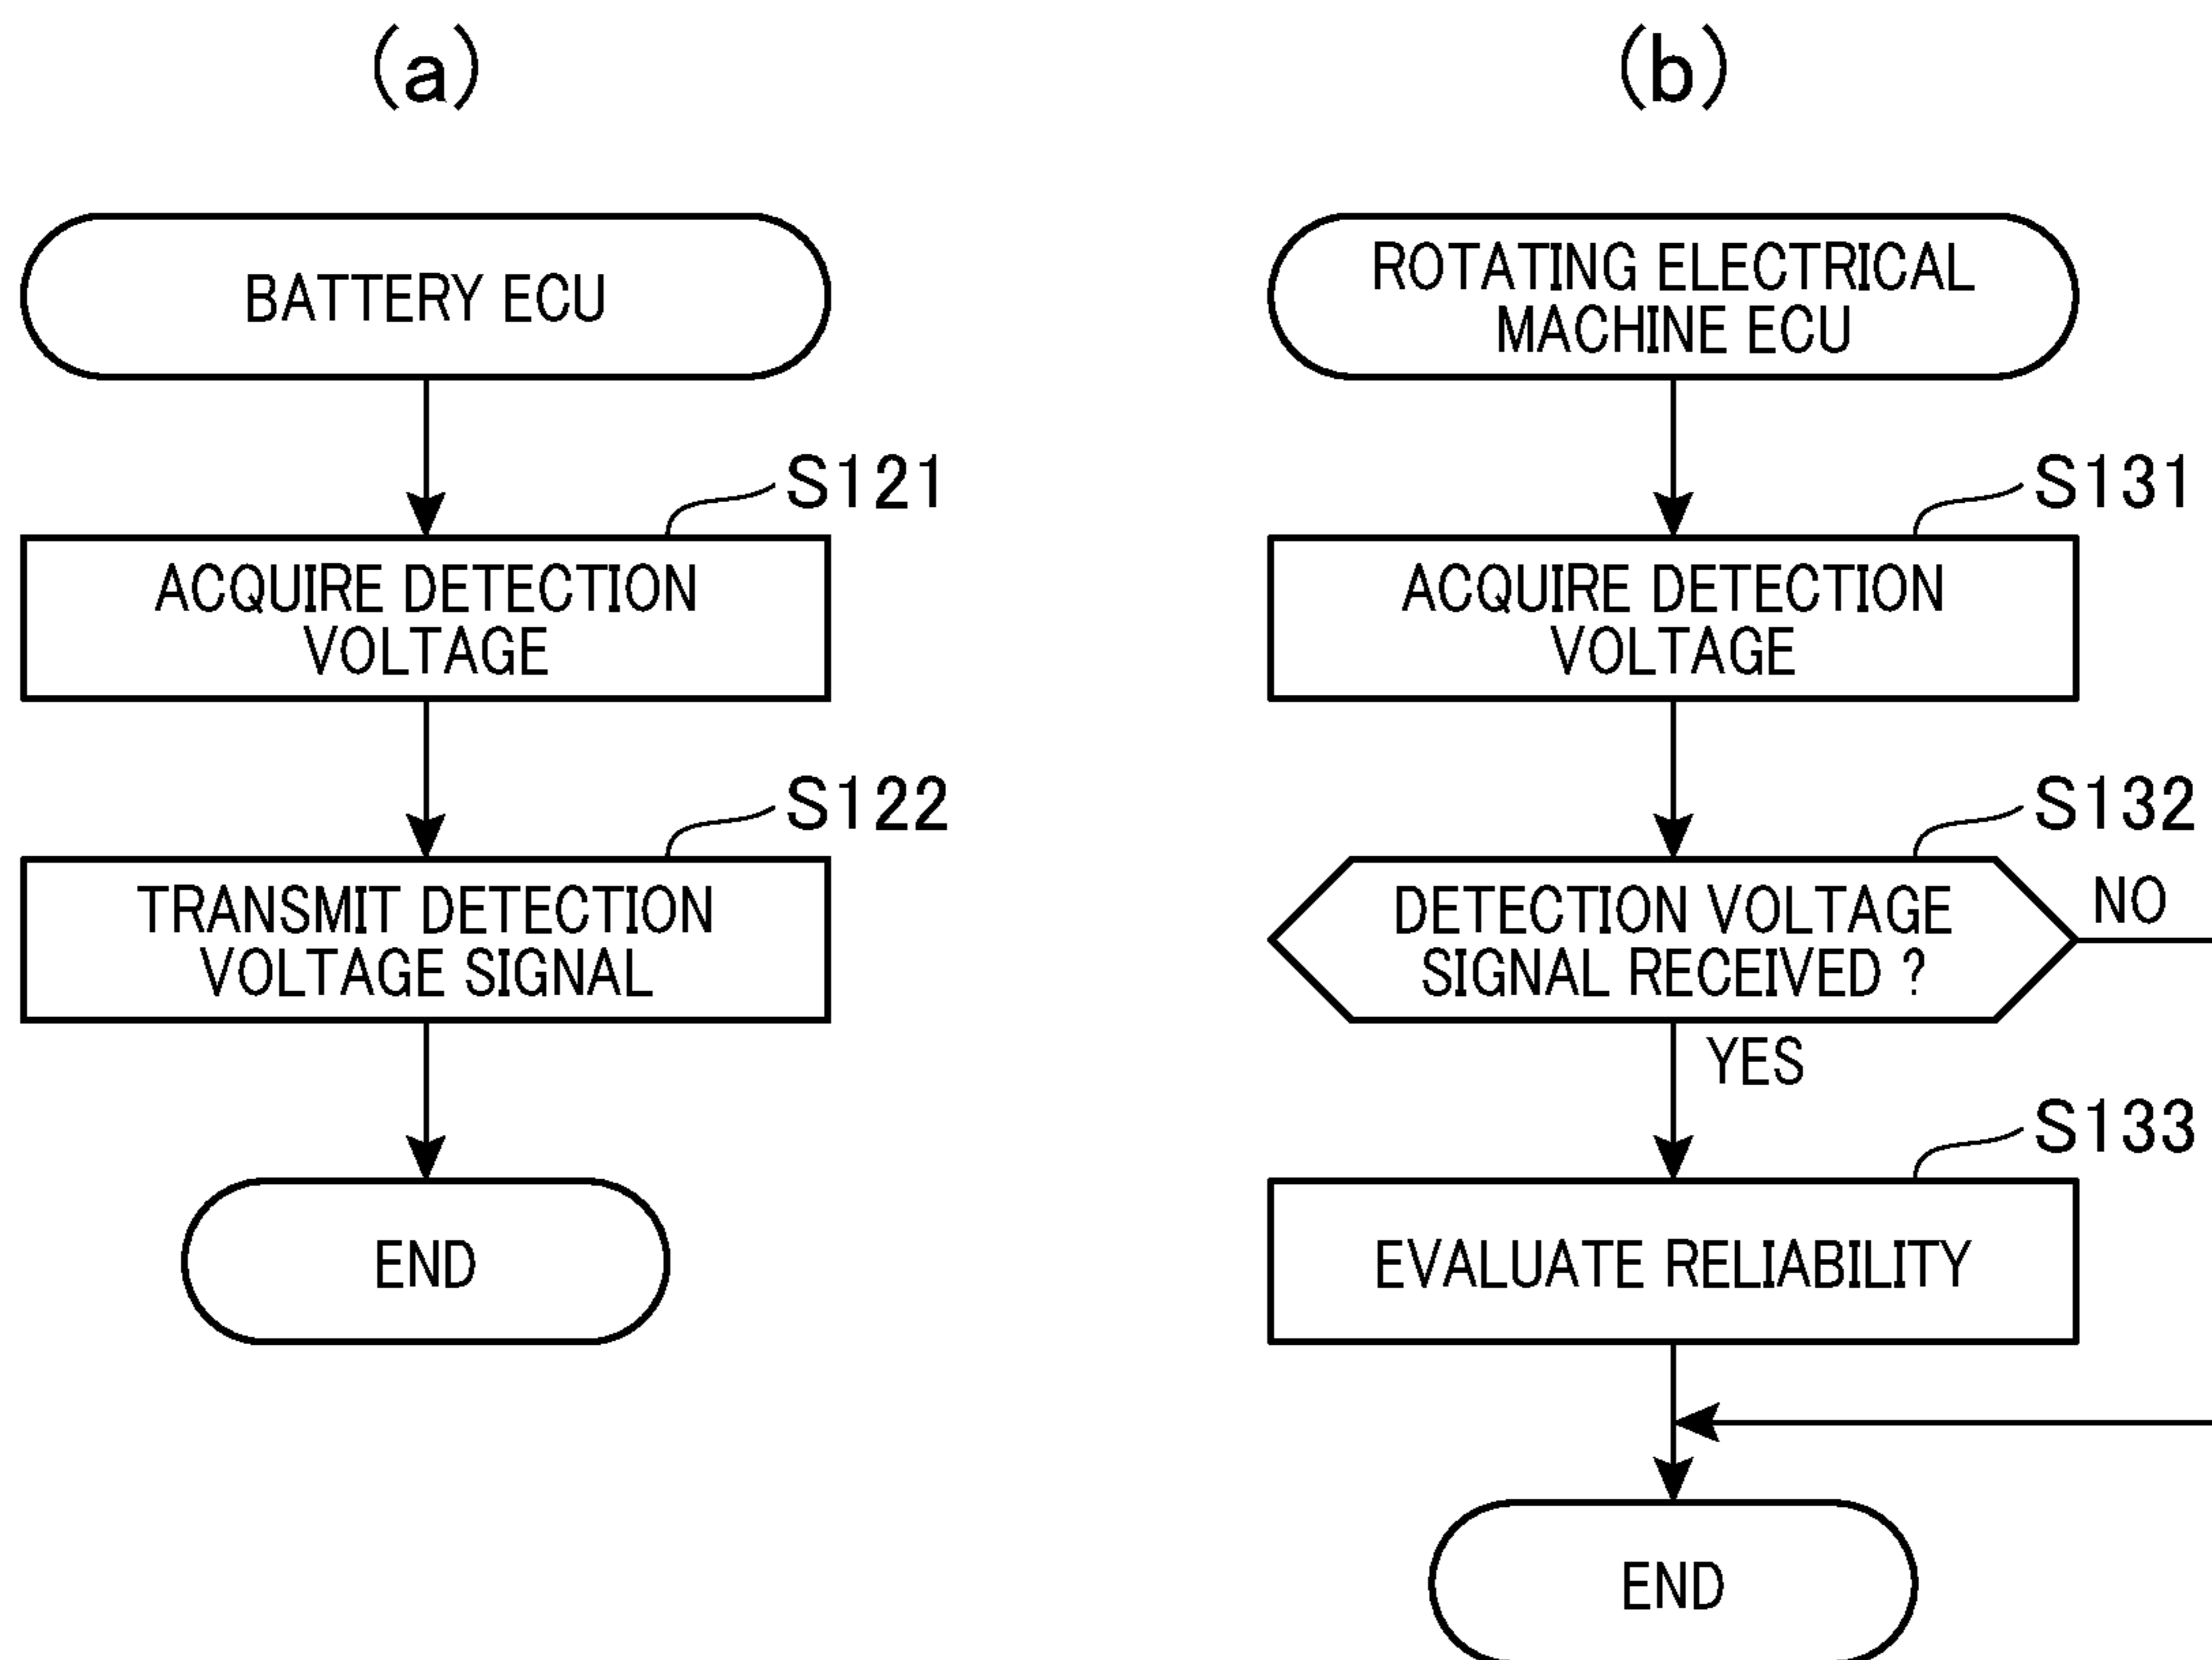 (a)
BATTERY ECU
S121
ACQUIRE DETECTION
VOLTAGE
S122
TRANSMIT DETECTION
VOLTAGE SIGNAL
END
(b)
ROTATING ELECTRICAL
MACHINE ECU
S131
ACQUIRE DETECTION
VOLTAGE
S132
DETECTION VOLTAGE
SIGNAL RECEIVED ?
NO
YES
S133
EVALUATE RELIABILITY
END